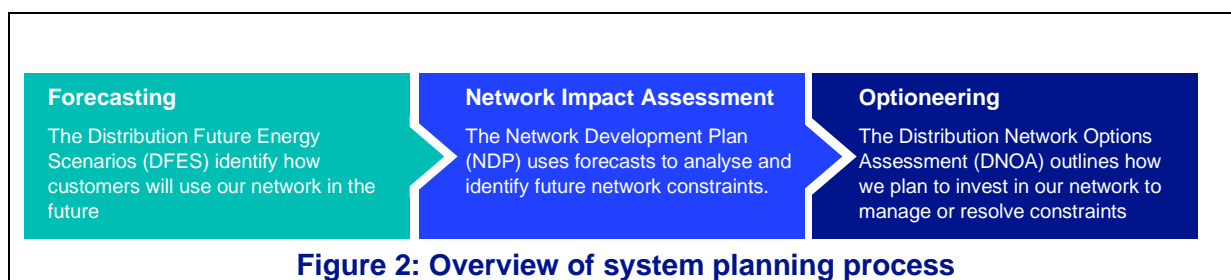 Forecasting
The Distribution Future Energy
Scenarios (DFES) identify how
customers will use our network in the
future
Network Impact Assessment
The Network Development Plan
(NDP) uses forecasts to analyse and
identify future network constraints.
Optioneering
The Distribution Network Options
Assessment (DNOA) outlines how
we plan to invest in our network to
manage or resolve constraints
Figure 2: Overview of system planning process